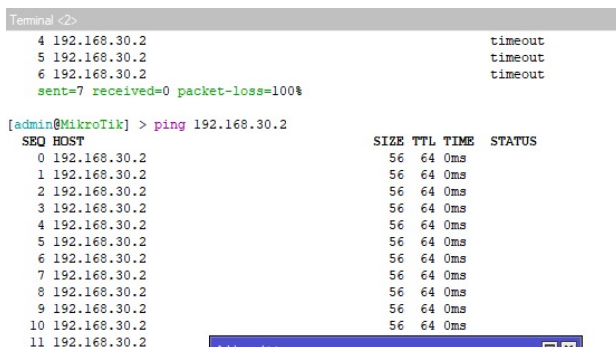 Terminal <2>
4 192.168.30.2 timeout
5 192.168.30.2 timeout
6 192.168.30.2 timeout
sent=7 received=0 packet-loss=100%
[admin@MikroTik] > ping 192.168.30.2
SEQ HOST SIZE TTL TIME STATUS
0 192.168.30.2 56 64 0ms
1 192.168.30.2 56 64 0ms
2 192.168.30.2 56 64 0ms
3 192.168.30.2 56 64 0ms
4 192.168.30.2 56 64 0ms
5 192.168.30.2 56 64 0ms
6 192.168.30.2 56 64 0ms
7 192.168.30.2 56 64 0ms
8 192.168.30.2 56 64 0ms
9 192.168.30.2 56 64 0ms
10 192.168.30.2 56 64 0ms
11 192.168.30.2